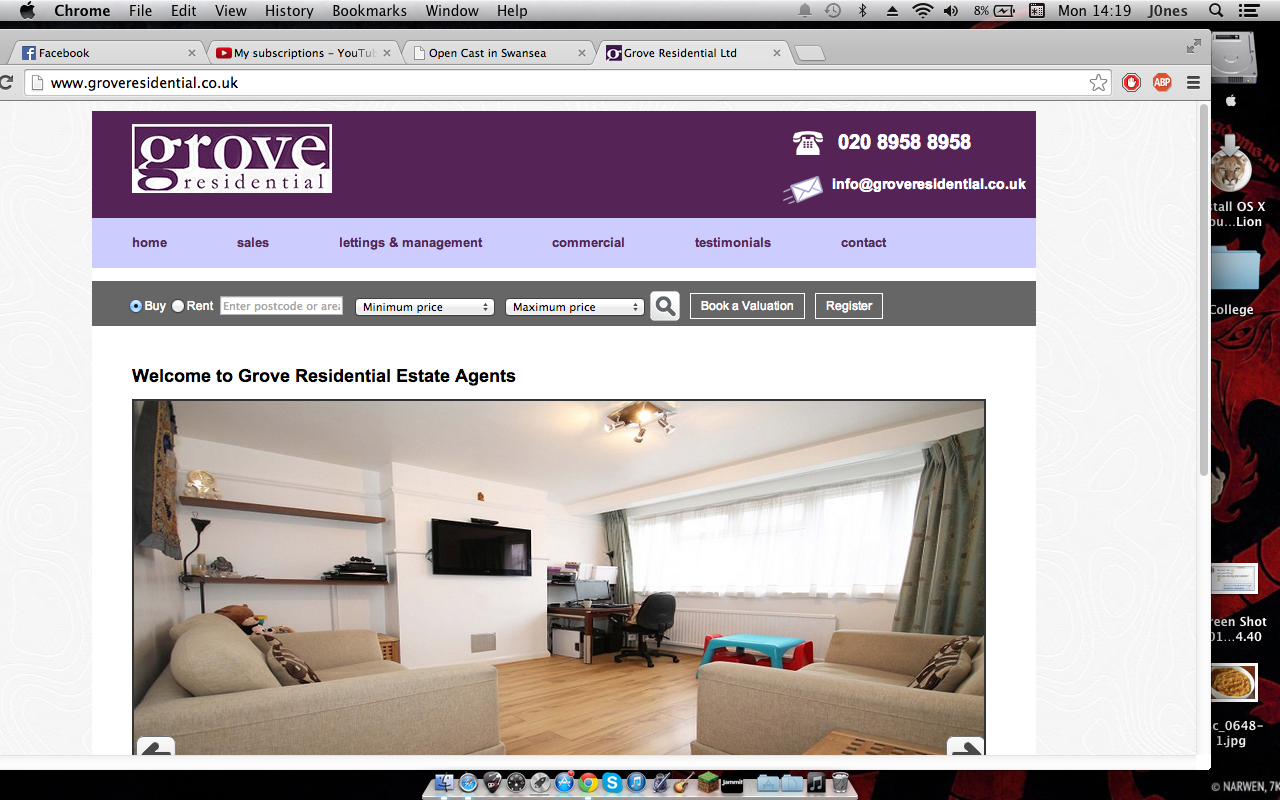 Chrome File Edit View History Bookmarks Window Help 8% Mon 14:19 J0nes
Facebook My subscriptions – YouTub Open Cast in Swansea Grove Residential Ltd
www.groveresidential.co.uk ABP
grove
residential
020 8958 8958
info@groveresidential.co.uk
home sales lettings & management commercial testimonials contact
Buy Rent Enter postcode or area Minimum price Maximum price Book a Valuation Register
Welcome to Grove Residential Estate Agents
stall OS X
ou...Lion
College
reen Shot
01...4.40
c_0648-
1.jpg
Jammit
© NARWEN, 7K